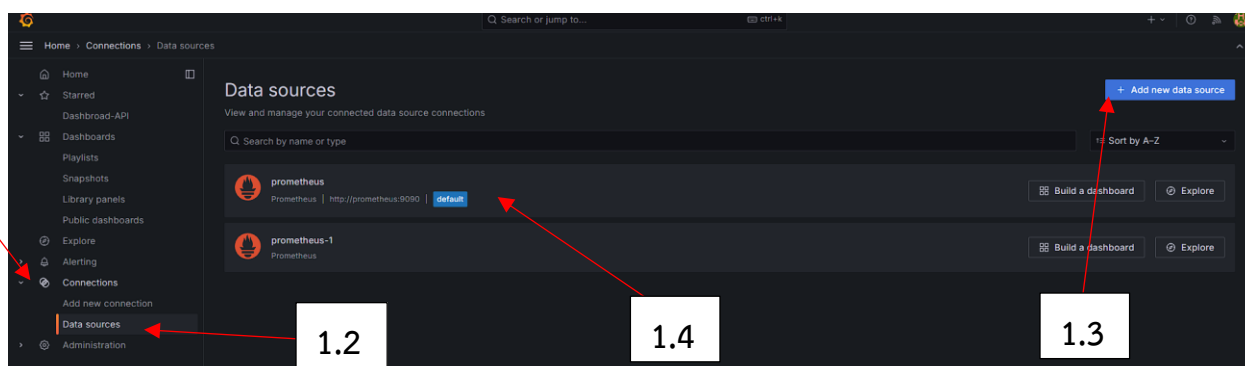 Search or jump to...
ctrl+k
Home › Connections › Data sources
Home
Starred
Dashbroad-API
Dashboards
Playlists
Snapshots
Library panels
Public dashboards
Explore
Alerting
Connections
Add new connection
Data sources
Administration
Data sources
View and manage your connected data source connections
+ Add new data source
Search by name or type
Sort by A–Z
prometheus
Prometheus | http://prometheus:9090 | default
Build a dashboard
Explore
prometheus-1
Prometheus
Build a dashboard
Explore
1.2
1.4
1.3